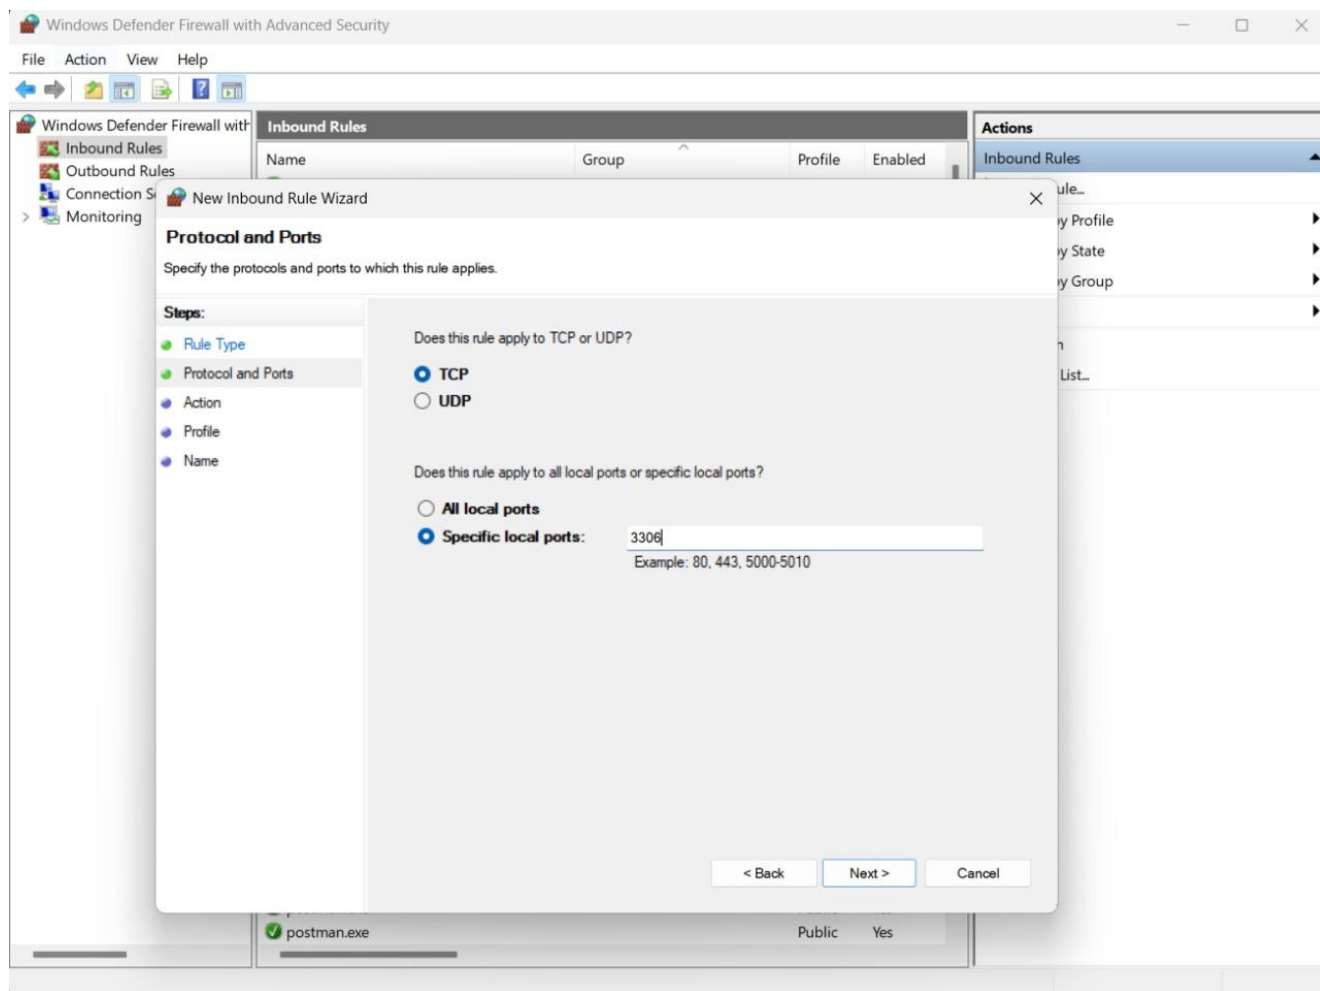 Windows Defender Firewall with Advanced Security
File Action View Help
Windows Defender Firewall with
Inbound Rules
Outbound Rules
Connection
Monitoring
Inbound Rules
Name Group Profile Enabled
Actions
Inbound Rules
by Profile
by State
by Group
List...
New Inbound Rule Wizard
Protocol and Ports
Specify the protocols and ports to which this rule applies.
Steps:
Rule Type
Protocol and Ports
Action
Profile
Name
Does this rule apply to TCP or UDP?
TCP
UDP
Does this rule apply to all local ports or specific local ports?
All local ports
Specific local ports: 3306
Example: 80, 443, 5000-5010
< Back Next > Cancel
postman.exe Public Yes